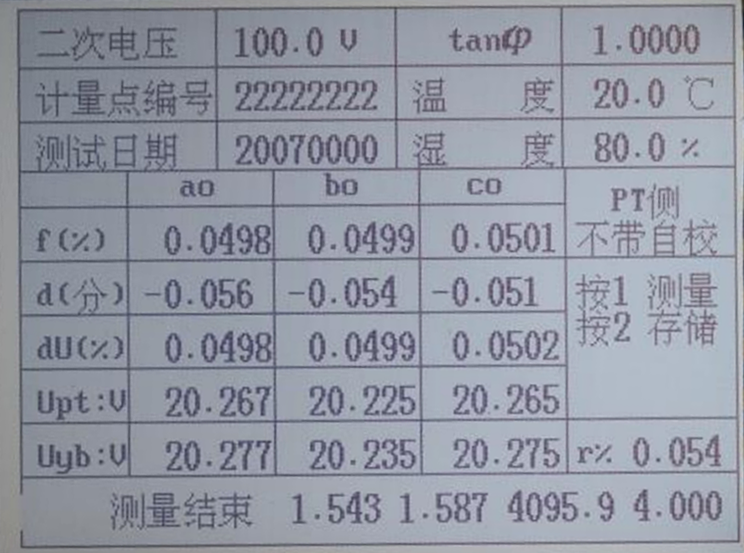 二次电压 100.0 V tanφ 1.0000
计量点编号 22222222 温 度 20.0 ℃
测试日期 20070000 湿 度 80.0 %
ao bo co PT侧
f(%) 0.0498 0.0499 0.0501 不带自校
d(分) -0.056 -0.054 -0.051 按1 测量
按2 存储
dU(%) 0.0498 0.0499 0.0502
Upt:V 20.267 20.225 20.265
Uyb:V 20.277 20.235 20.275 r% 0.054
测量结束 1.543 1.587 4095.9 4.000